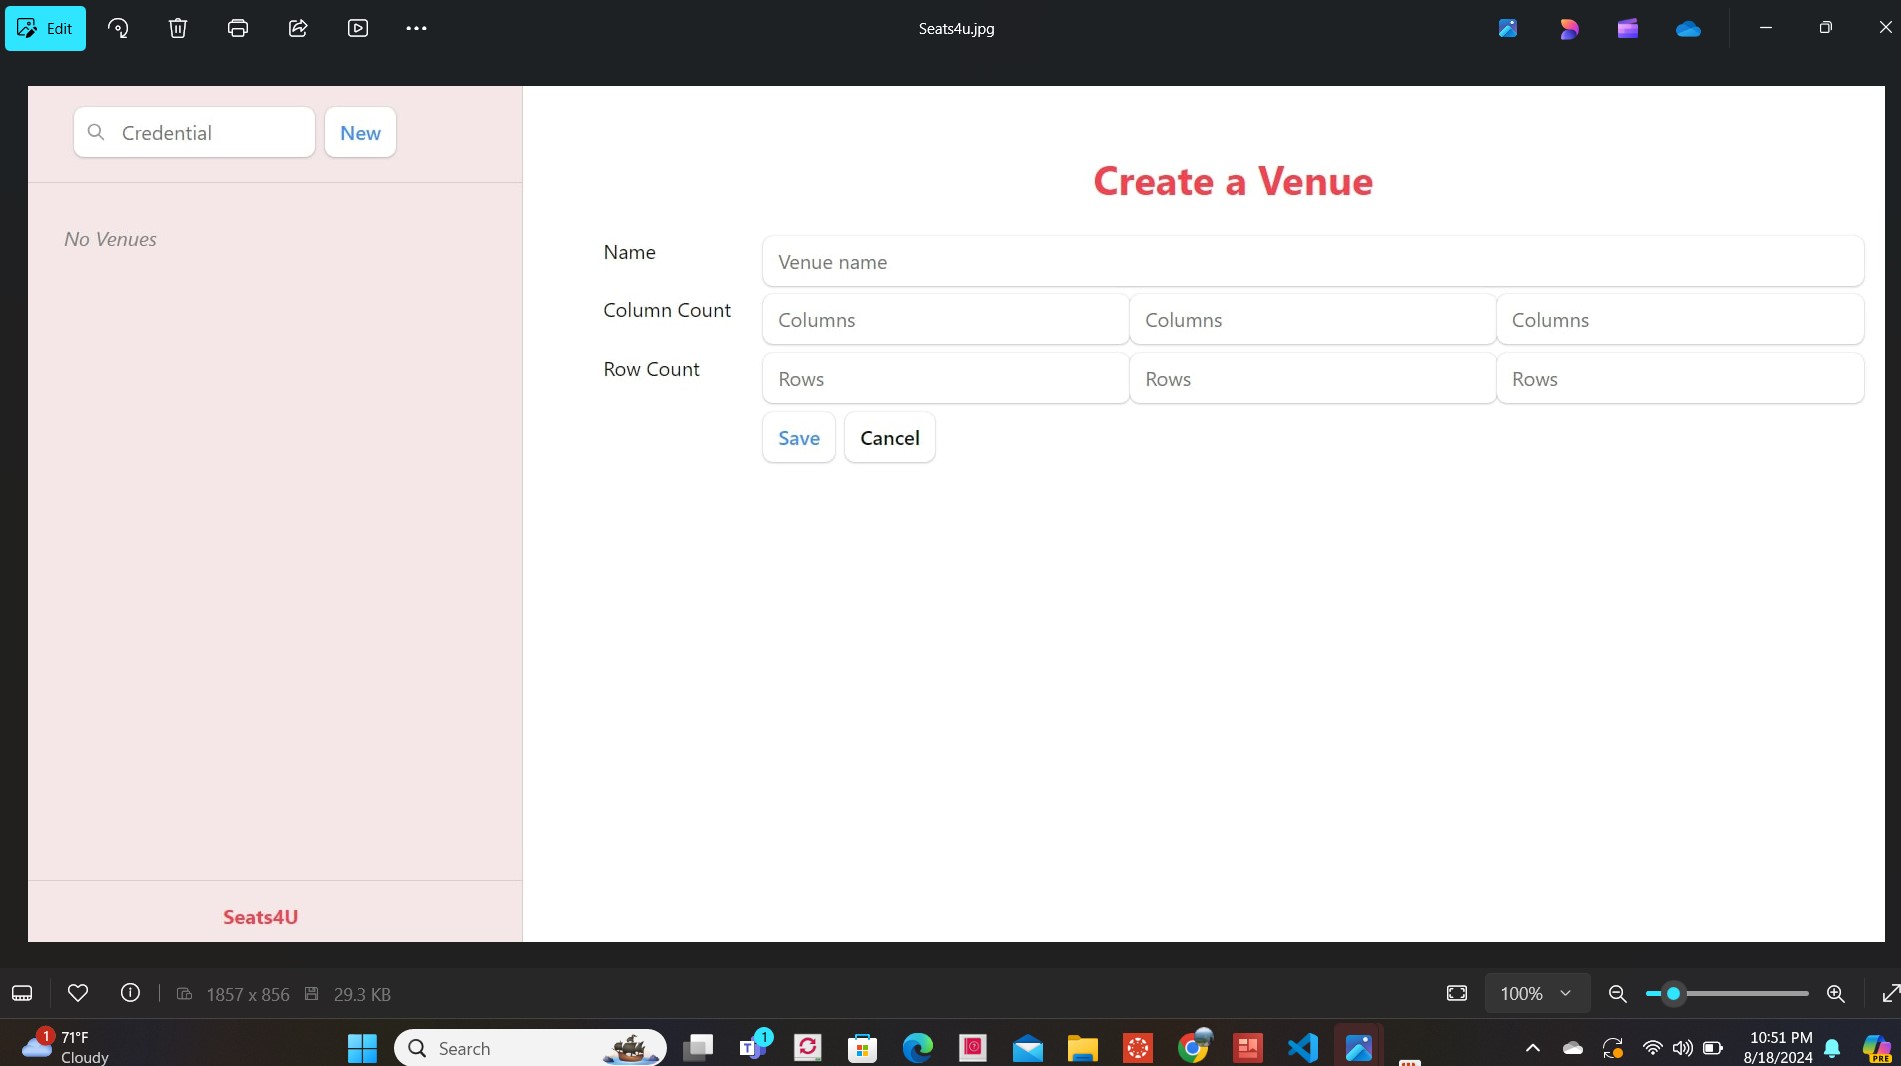 Edit
Seats4u.jpg
Credential
New
Create a Venue
No Venues
Name
Venue name
Column Count
Columns
Columns
Columns
Row Count
Rows
Rows
Rows
Save
Cancel
Seats4U
1857 x 856
29.3 KB
100%
1
71°F
Cloudy
Search
1
10:51 PM
8/18/2024
PRE